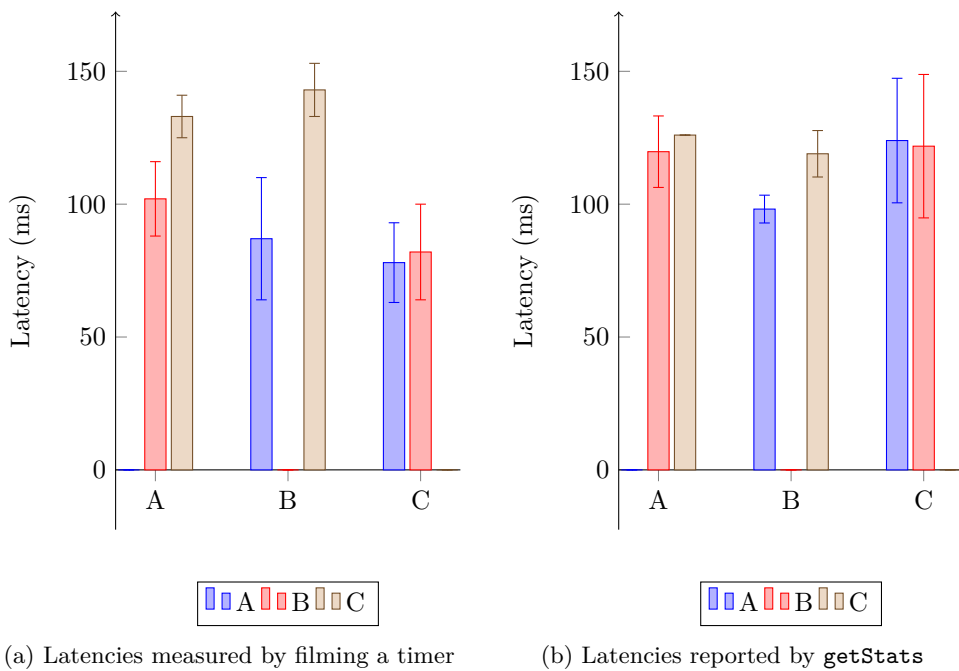 150
100
50
0
Latency (ms)
A B C
A B C
(a) Latencies measured by filming a timer
150
100
50
0
Latency (ms)
A B C
A B C
(b) Latencies reported by getStats